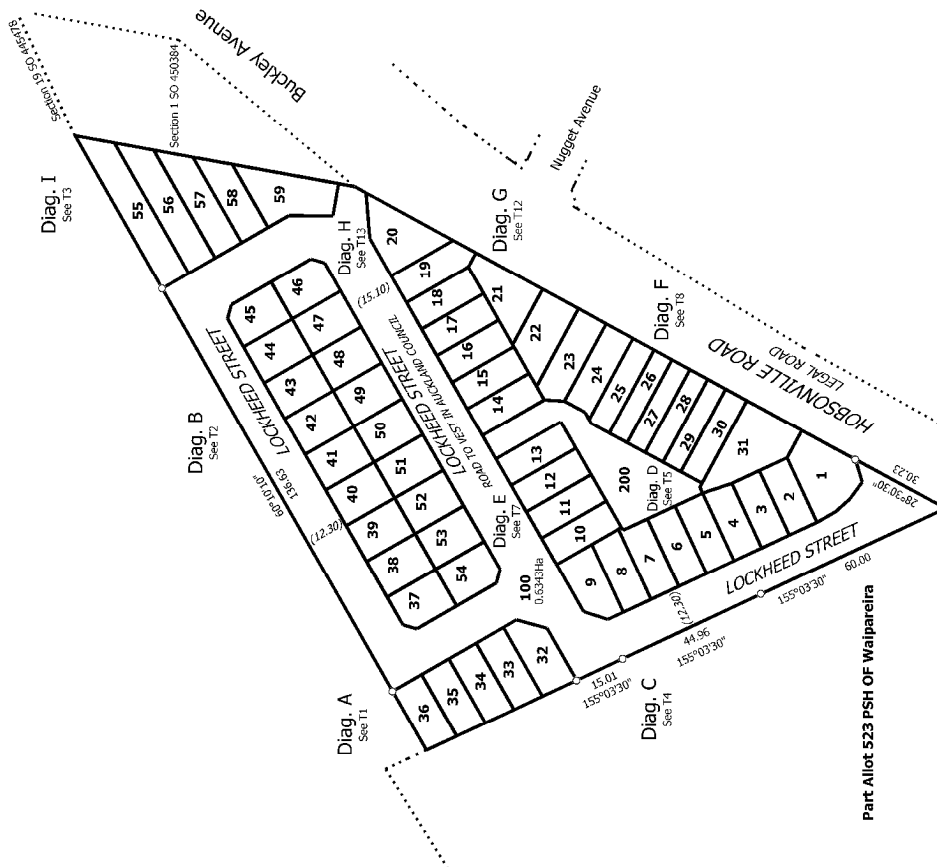 Section 19 SO 445478
Section 1 SO 450384
Buckley Avenue
Nugget Avenue
Diag. I
See T3
55
56
57
58
59
Diag. H
See T13
Diag. G
See T12
20
19
18
17
16
15
14
21
22
23
24
25
26
27
28
29
30
31
Diag. F
See T8
HOBSONVILLE ROAD
LEGAL ROAD
Diag. B
See T2
60°10'10"
136.63
(12.30)
LOCKHEED STREET
45
46
44
47
43
48
42
49
41
50
40
51
39
52
38
53
37
54
(15.10)
LOCKHEED STREET
ROAD TO VEST IN AUCKLAND COUNCIL
Diag. E
See T7
100
0.6343Ha
13
12
11
10
200
Diag. D
See T5
9
8
7
6
5
4
3
2
1
Diag. A
See T1
36
35
34
33
32
15.01
155°03'30"
44.96
155°03'30"
(12.30)
155°03'30"
60.00
LOCKHEED STREET
28°30'30"
30.23
Diag. C
See T4
Part Allot 523 PSH OF Waipareira